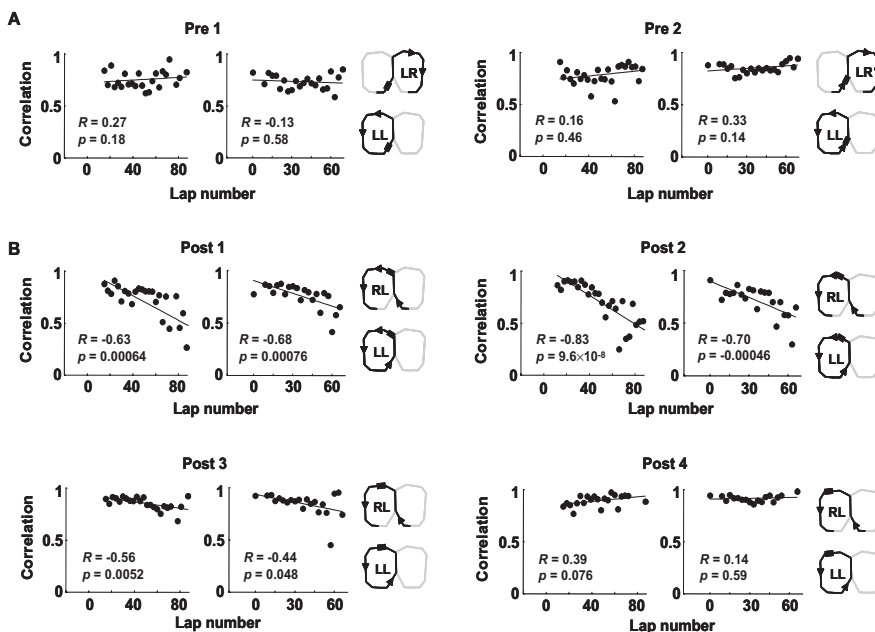 A
Pre 1
Pre 2
Correlation
1
0.5
0
R = 0.27
p = 0.18
0 40 80
R = -0.13
p = 0.58
0 30 60
Lap number
LR
LL
Correlation
1
0.5
0
R = 0.16
p = 0.46
0 40 80
R = 0.33
p = 0.14
0 30 60
Lap number
LR
LL
B
Post 1
Post 2
Correlation
1
0.5
0
R = -0.63
p = 0.00064
0 40 80
1
0.5
0
R = -0.68
p = 0.00076
0 30 60
Lap number
RL
LL
Correlation
1
0.5
0
R = -0.83
p = 9.6×10-8
0 40 80
1
0.5
0
R = -0.70
p = -0.00046
0 30 60
Lap number
RL
LL
Post 3
Post 4
Correlation
1
0.5
0
R = -0.56
p = 0.0052
0 40 80
1
0.5
0
R = -0.44
p = 0.048
0 30 60
Lap number
RL
LL
Correlation
1
0.5
0
R = 0.39
p = 0.076
0 40 80
1
0.5
0
R = 0.14
p = 0.59
0 30 60
Lap number
RL
LL